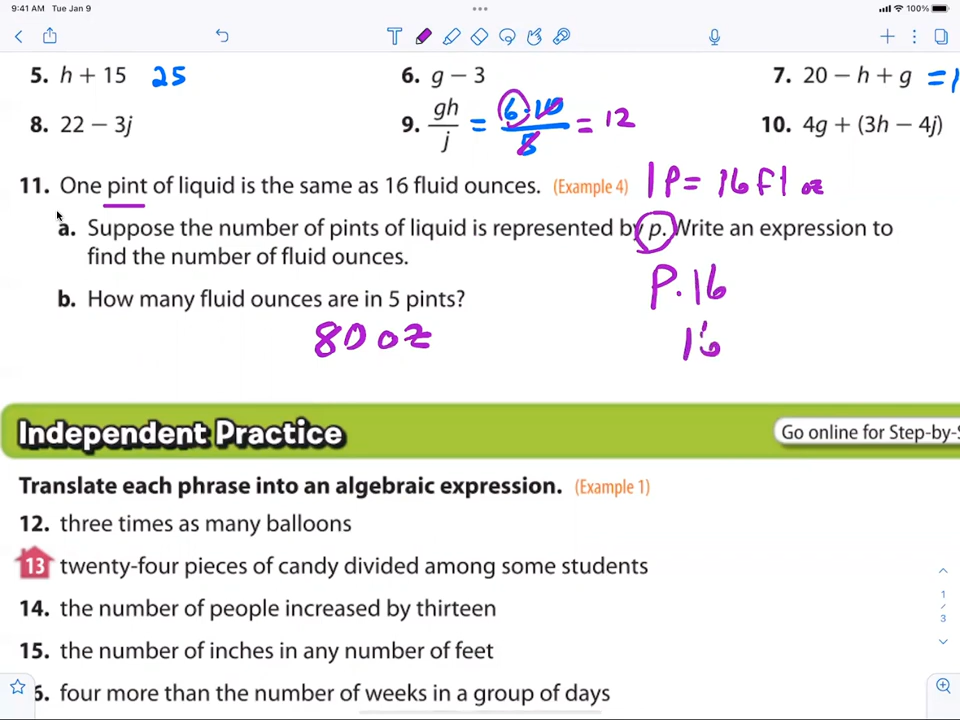 9:41 AM Tue Jan 9 100%
5. h + 15 25 6. g − 3 7. 20 − h + g =
8. 22 − 3j 9. gh/j = 6·10/5 = 12 10. 4g + (3h − 4j)
11. One pint of liquid is the same as 16 fluid ounces. (Example 4) 1P = 16 Fl oz
a. Suppose the number of pints of liquid is represented by p. Write an expression to
find the number of fluid ounces.
P.16
b. How many fluid ounces are in 5 pints?
80 oz 16
Independent Practice Go online for Step-by-S
Translate each phrase into an algebraic expression. (Example 1)
12. three times as many balloons
13 twenty-four pieces of candy divided among some students
14. the number of people increased by thirteen
1/3
15. the number of inches in any number of feet
6. four more than the number of weeks in a group of days